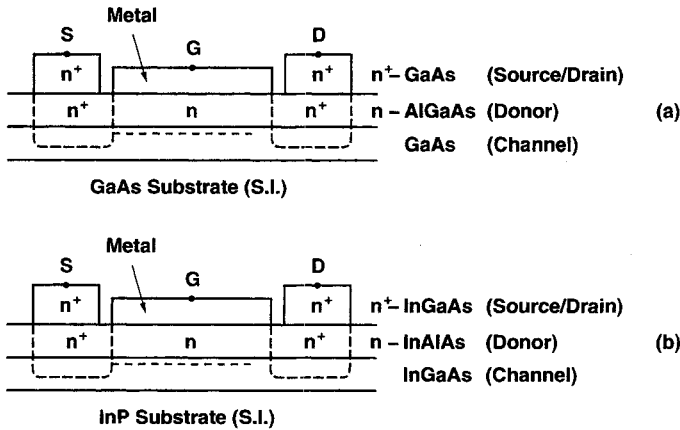 Metal
S G D
n+ n+ n+– GaAs (Source/Drain)
n+ n n+ n – AlGaAs (Donor) (a)
GaAs (Channel)
GaAs Substrate (S.I.)
Metal
S G D
n+ n+ n+– InGaAs (Source/Drain)
n+ n n+ n – InAlAs (Donor) (b)
InGaAs (Channel)
InP Substrate (S.I.)